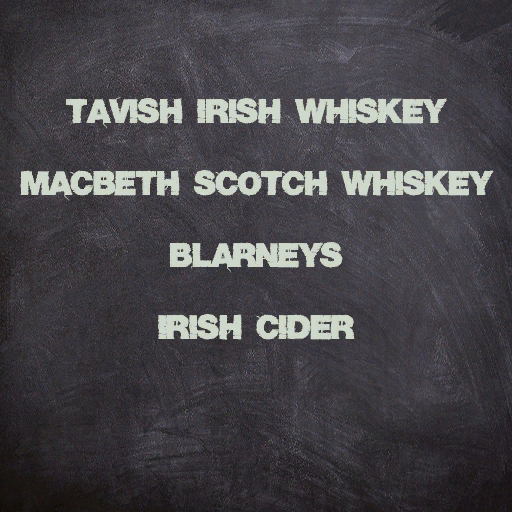 TAVISH IRISH WHISKEY
MACBETH SCOTCH WHISKEY
BLARNEYS
IRISH CIDER